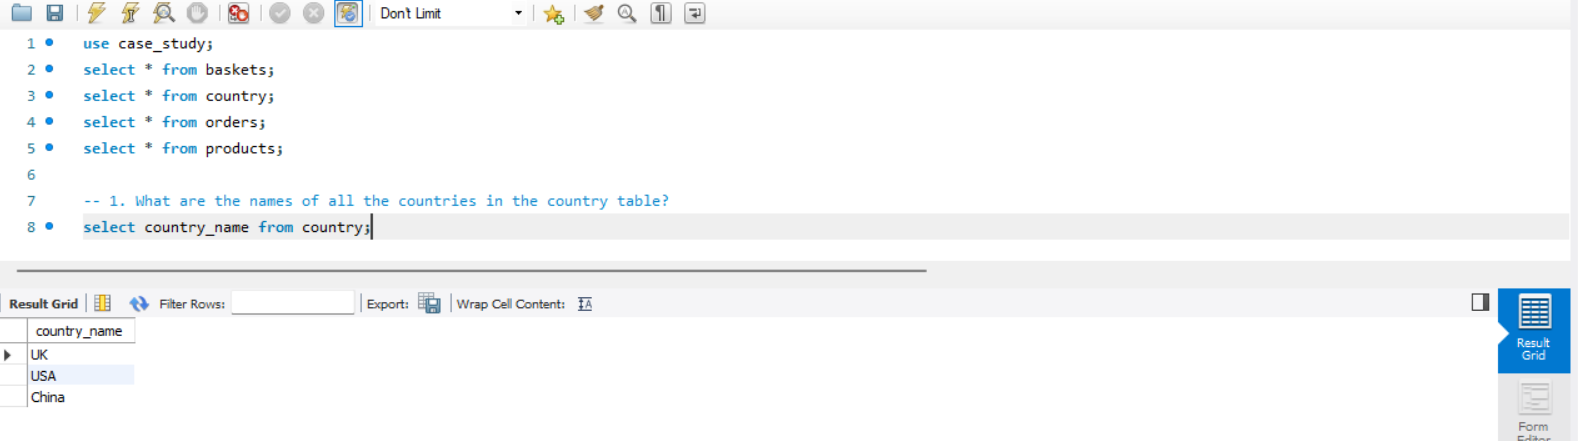 Don't Limit
1 use case_study;
2 select * from baskets;
3 select * from country;
4 select * from orders;
5 select * from products;
6
7 -- 1. What are the names of all the countries in the country table?
8 select country_name from country;
Result Grid Filter Rows: Export: Wrap Cell Content: IA
country_name
UK
USA
China
Result
Grid
Form
Editor